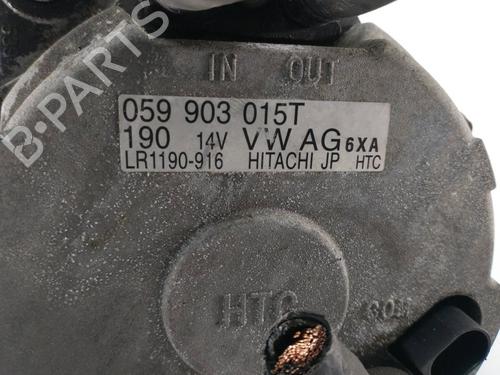 IN OUT
059 903 015T
190 14V VW AG 6XA
LR1190-916 HITACHI JP HTC
HTC
B-Parts